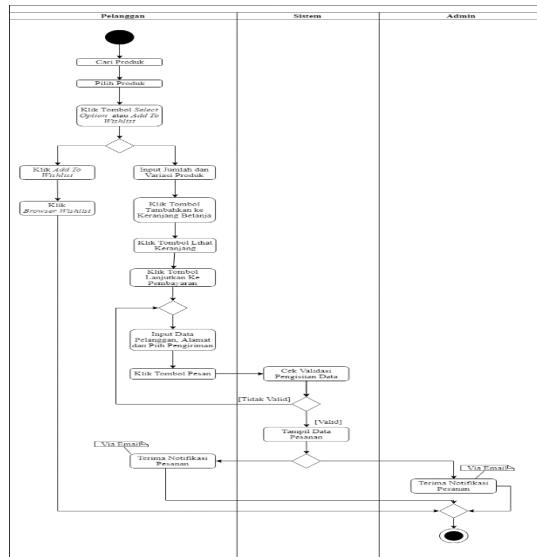 Pelanggan
Sistem
Admin
Cari Produk
Pilih Produk
Klik Tombol Select
Option atau Add To
Wishlist
Klik Add To
Wishlist
Input Jumlah dan
Variasi Produk
Klik
Browser Wishlist
Klik Tombol
Tambahkan ke
Keranjang Belanja
Klik Tombol Lihat
Keranjang
Klik Tombol
Lanjutkan Ke
Pembayaran
Input Data
Pelanggan, Alamat
dan Pilih Pengiriman
Klik Tombol Pesan
Cek Validasi
Pengisian Data
[Tidak Valid]
[Valid]
Tampil Data
Pesanan
Via Email
Terima Notifikasi
Pesanan
Via Email
Terima Notifikasi
Pesanan